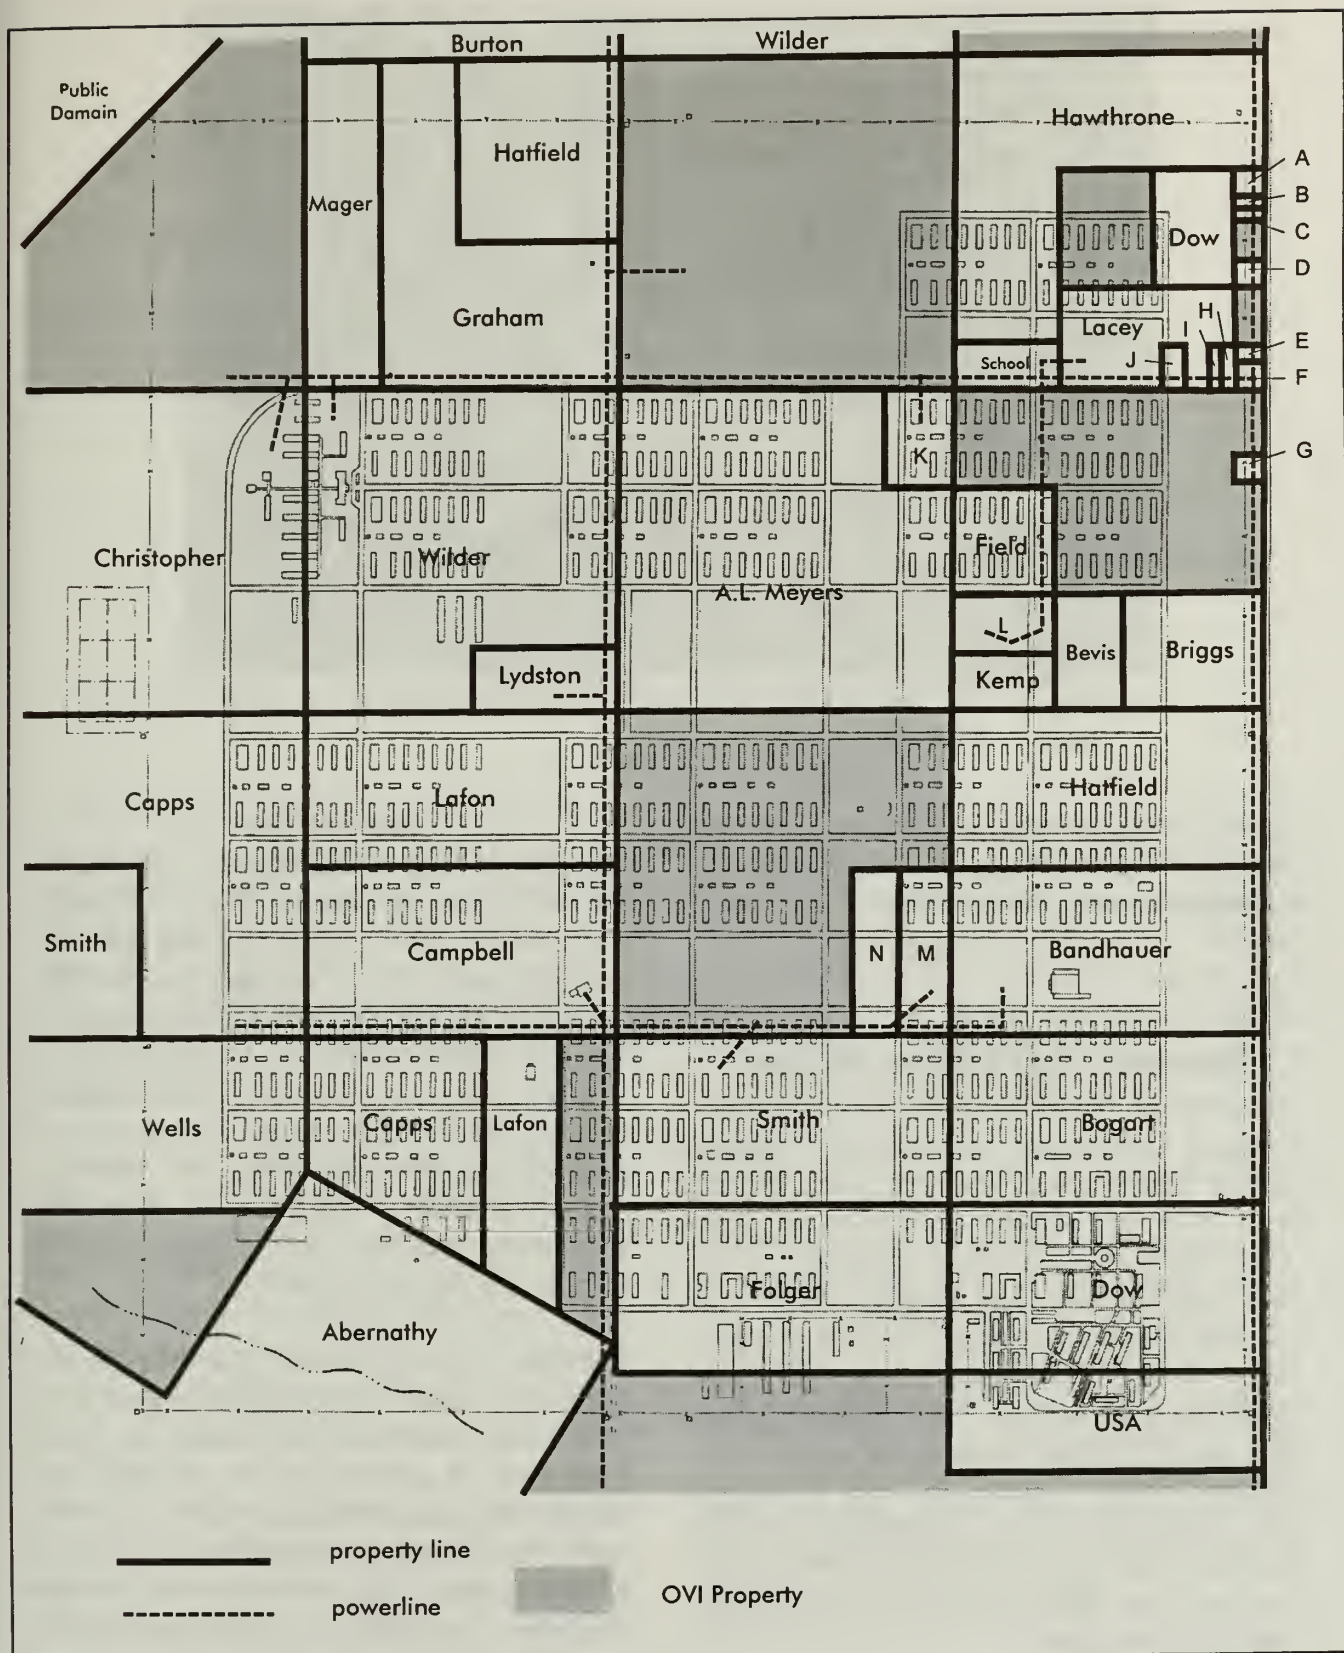 Burton
Wilder
Public
Damain
Hawthrone
Hatfield
A
Mager
B
C
Dow
D
Graham
H
Lacey
I
E
School
J
F
K
G
Christopher
Wilder
Field
A.L. Meyers
L
Bevis
Briggs
Lydston
Kemp
Capps
Lafon
Hatfield
Smith
Campbell
N
M
Bandhauer
Wells
Capps
Lafon
Smith
Bogart
Abernathy
Folger
Dow
USA
property line
powerline
OVI Property